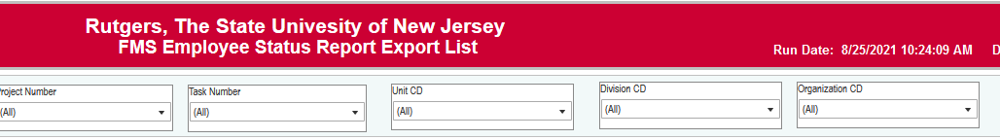 Rutgers, The State Univesity of New Jersey
FMS Employee Status Report Export List
Run Date: 8/25/2021 10:24:09 AM D
roject Number Task Number Unit CD Division CD Organization CD
(All) (All) (All) (All) (All)